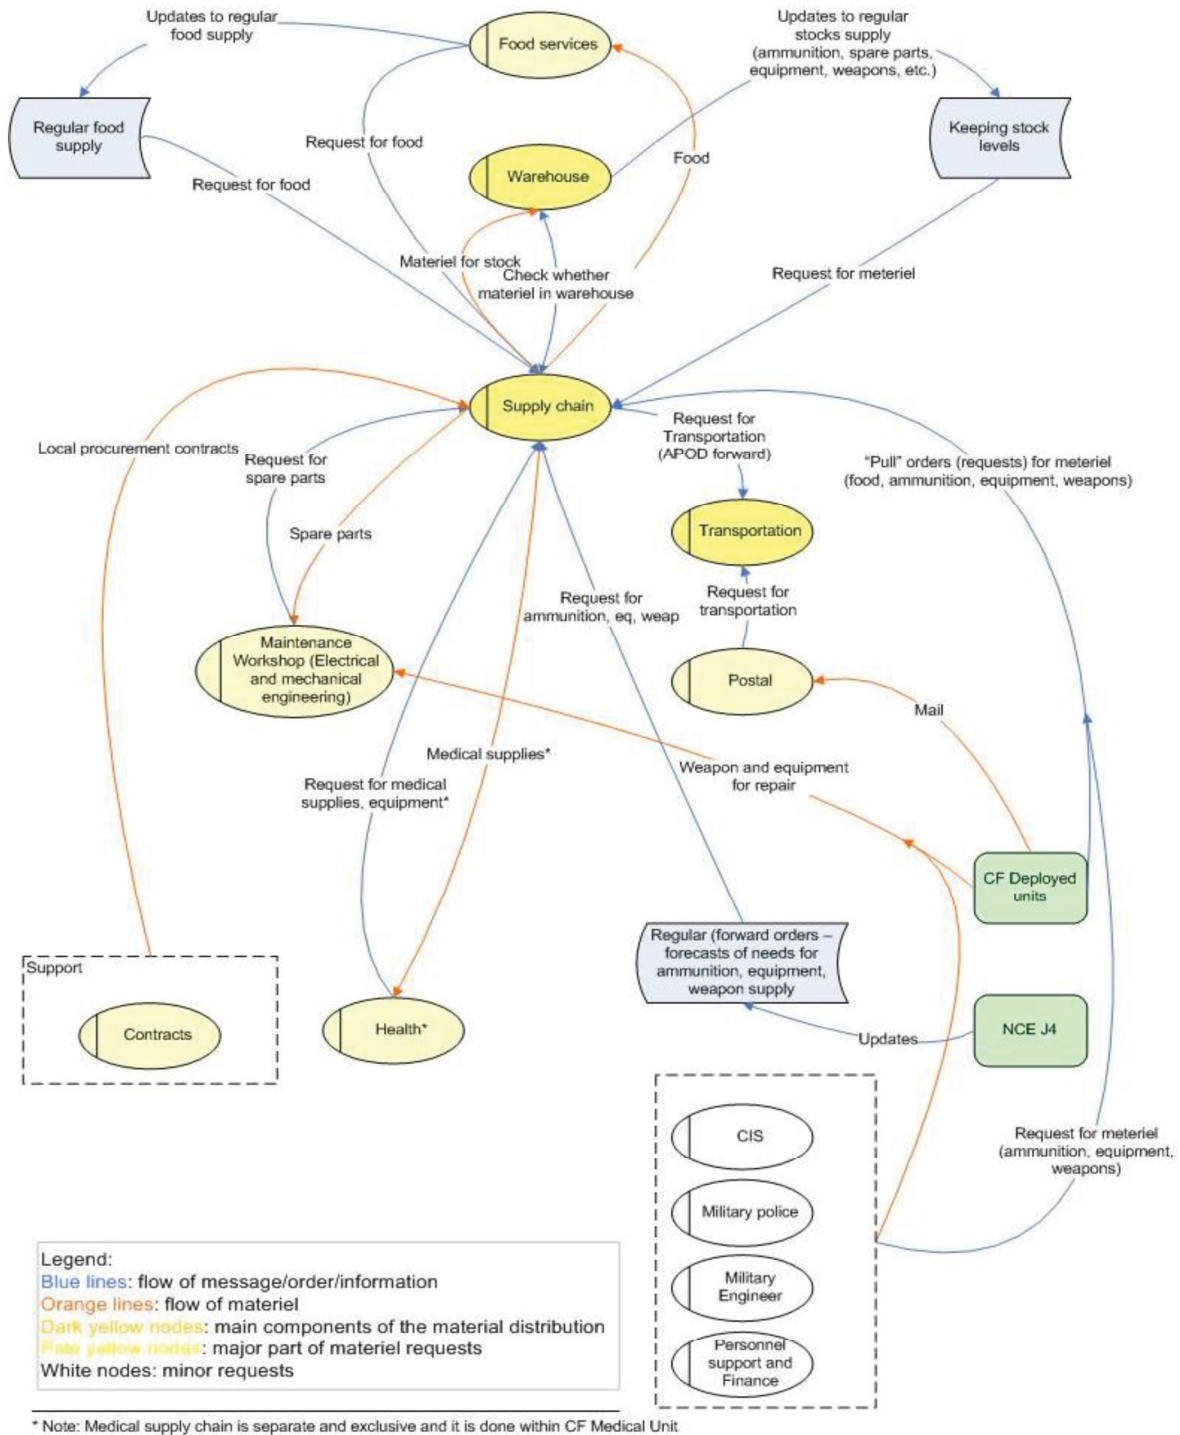 Updates to regular
food supply
Food services
Updates to regular
stocks supply
(ammunition, spare parts,
equipment, weapons, etc.)
Regular food
supply
Keeping stock
levels
Request for food
Food
Warehouse
Request for food
Materiel for stock
Check whether
materiel in warehouse
Request for meteriel
Supply chain
Request for
Transportation
(APOD forward)
Local procurement contracts
Request for
spare parts
"Pull" orders (requests) for meteriel
(food, ammunition, equipment, weapons)
Spare parts
Transportation
Request for
ammunition, eq, weap
Request for
transportation
Maintenance
Workshop (Electrical
and mechanical
engineering)
Postal
Mail
Medical supplies*
Weapon and equipment
for repair
Request for medical
supplies, equipment*
CF Deployed
units
Regular (forward orders –
forecasts of needs for
ammunition, equipment,
weapon supply
Support
Contracts
Health*
NCE J4
Updates
CIS
Military police
Military
Engineer
Personnel
support and
Finance
Request for meteriel
(ammunition, equipment,
weapons)
Legend:
Blue lines: flow of message/order/information
Orange lines: flow of materiel
Dark yellow nodes: main components of the material distribution
Pale yellow nodes: major part of materiel requests
White nodes: minor requests
* Note: Medical supply chain is separate and exclusive and it is done within CF Medical Unit